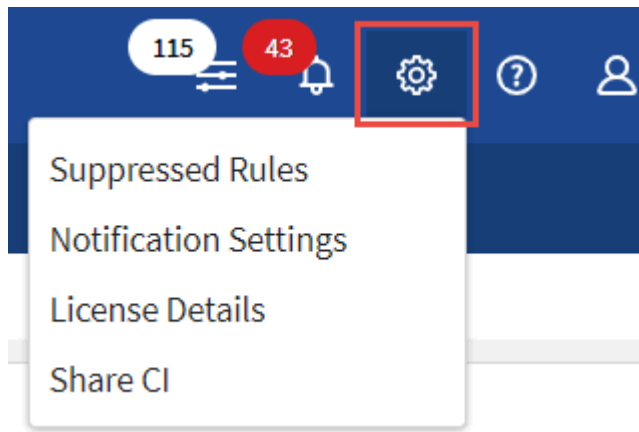 115
43
?
Suppressed Rules
Notification Settings
License Details
Share CI